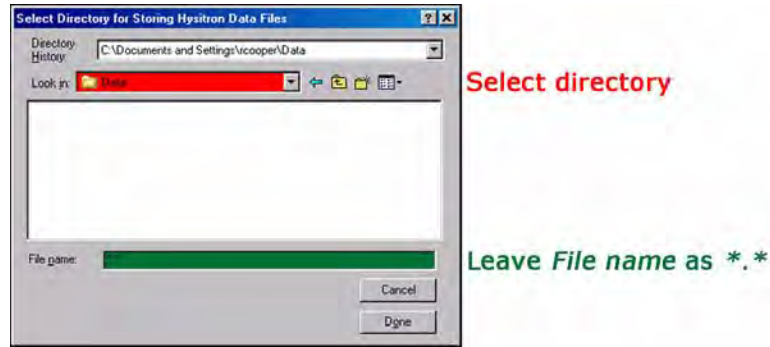 Select Directory for Storing Hysitron Data Files
Directory
History:
C:\Documents and Settings\rcooper\Data
Look in:
Data
Select directory
File name:
Leave File name as *.*
Cancel
Done